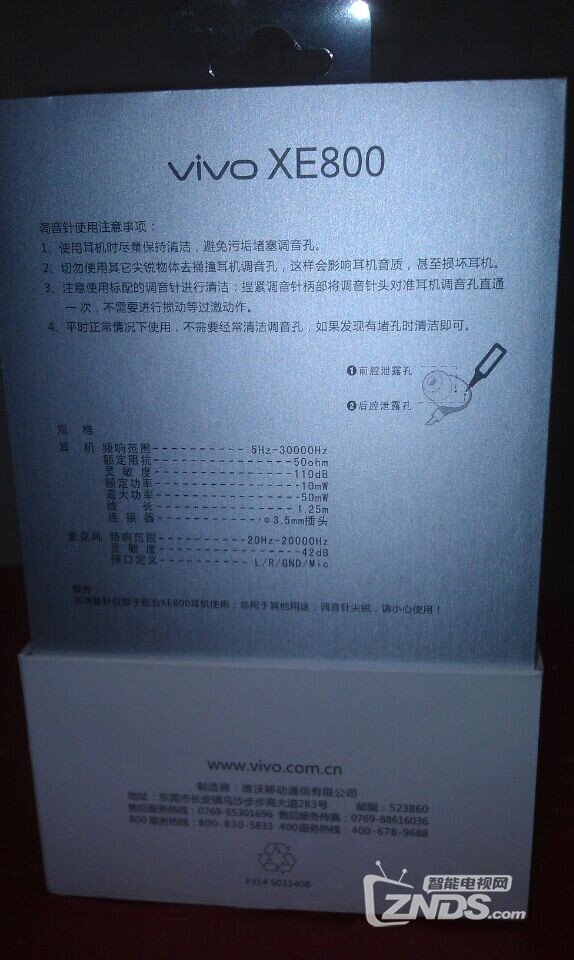 vivo XE800
调音针使用注意事项：
1、使用耳机时尽量保持清洁，避免污垢堵塞调音孔。
2、切勿使用其它尖锐物体去捅撞耳机调音孔，这样会影响耳机音质，甚至损坏耳机。
3、注意使用标配的调音针进行清洁：捏紧调音针柄部将调音针头对准耳机调音孔直通
一次，不需要进行搅动等过激动作。
4、平时正常情况下使用，不需要经常清洁调音孔，如果发现有堵孔时清洁即可。
❶前腔泄露孔
❷后腔泄露孔
规 格
耳 机 频响范围 5Hz-30000Hz
额定阻抗 50ohm
灵敏度 110dB
额定功率 10mW
最大功率 50mW
线 长 1.25m
连接器 Φ3.5mm插头
麦克风 频响范围 20Hz-20000Hz
灵敏度 42dB
接口定义 L/R/GND/Mic
警告：
本调音针仅限于配合XE800耳机使用，勿用于其他用途；调音针尖锐，请小心使用！
www.vivo.com.cn
制造商：维沃移动通信有限公司
地址：东莞市长安镇乌沙步步高大道283号 邮编：523860
售后服务热线：0769-85301696 售后服务传真：0769-88616036
800服务热线：800-830-5833 400服务热线：400-678-9688
F314 5031408
智能电视网
ZNDS.com